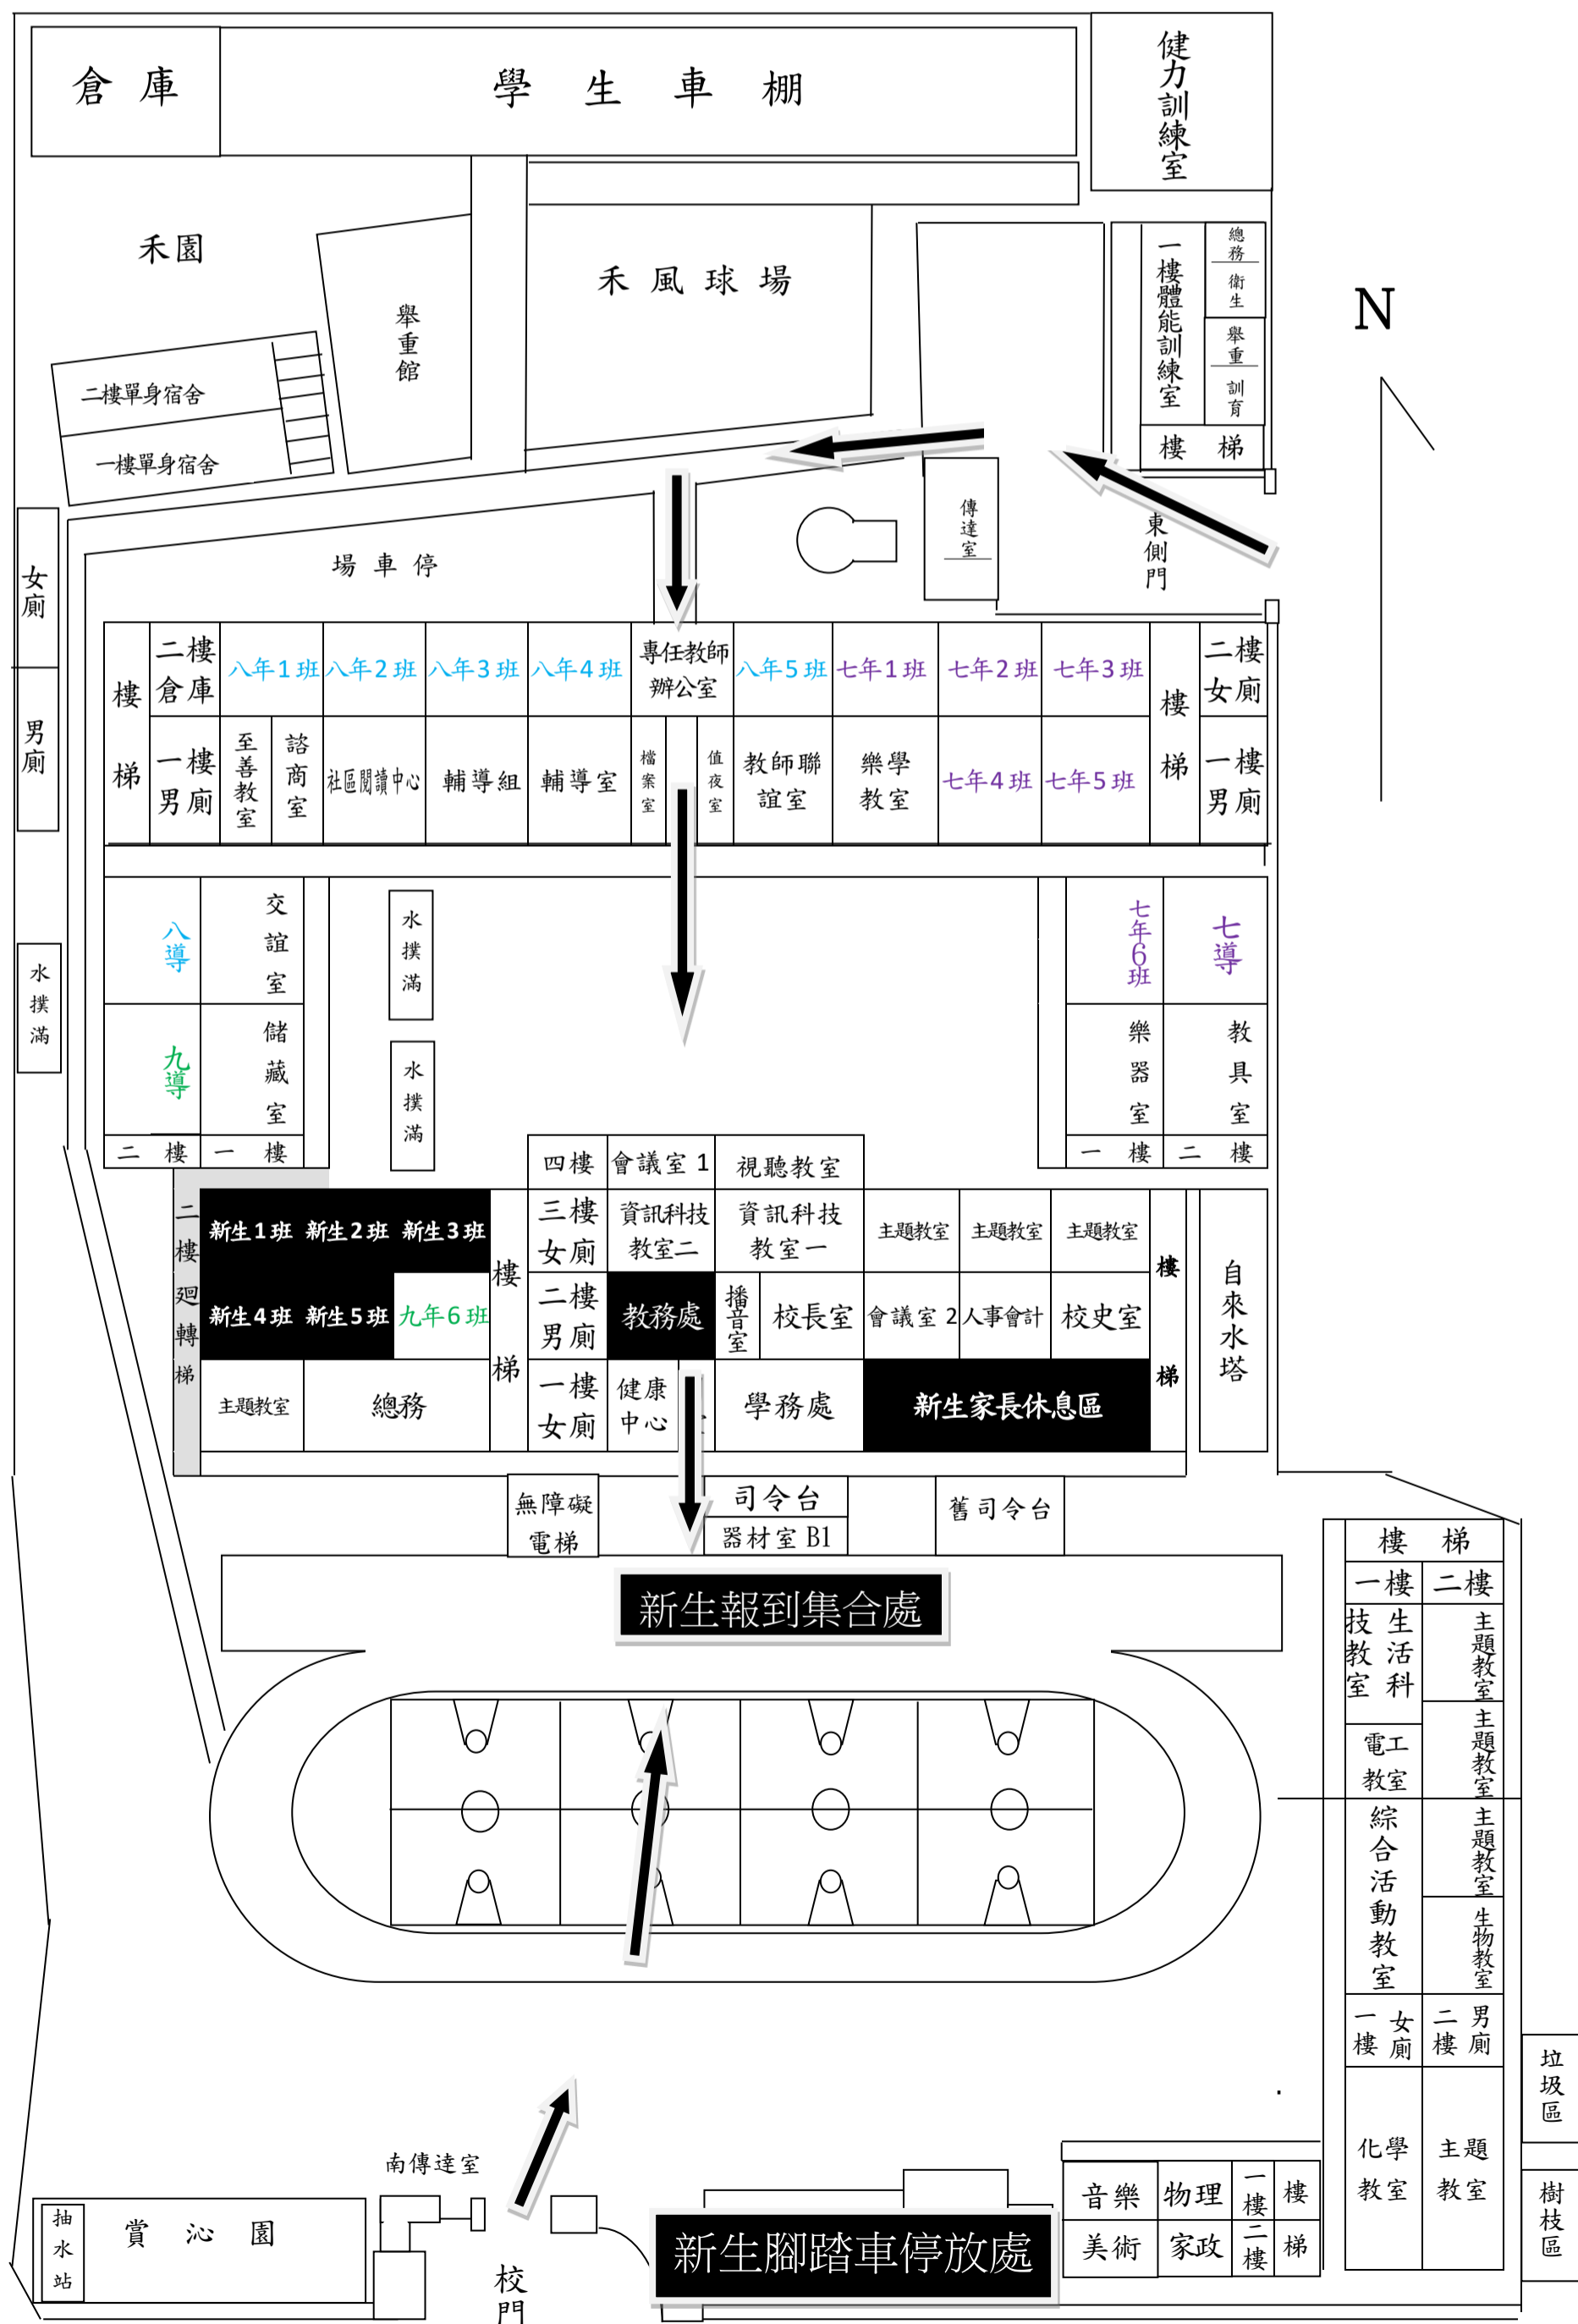 倉 庫
學 生 車 棚
健力訓練室
禾園
舉重館
禾 風 球 場
一樓體能訓練室
總務
衛生
舉重
訓育
樓 梯
N
二樓單身宿舍
一樓單身宿舍
傳達室
東側門
場 車 停
女廁
男廁
水撲滿
樓梯
二樓倉庫
八年1班
八年2班
八年3班
八年4班
專任教師
辦公室
八年5班
七年1班
七年2班
七年3班
樓梯
二樓
女廁
一樓
男廁
至善教室
諮商室
社區閱讀中心
輔導組
輔導室
檔案室
值夜室
教師聯
誼室
樂學
教室
七年4班
七年5班
一樓
男廁
八導
交誼室
水撲滿
七年6班
七導
九導
儲藏室
水撲滿
樂器室
教具室
二 樓
一 樓
一 樓
二 樓
四樓
會議室 1
視聽教室
二樓迴轉梯
新生1班
新生2班
新生3班
樓梯
三樓
女廁
資訊科技
教室二
資訊科技
教室一
主題教室
主題教室
主題教室
樓梯
自來水塔
新生4班
新生5班
九年6班
二樓
男廁
教務處
播音室
校長室
會議室 2
人事會計
校史室
主題教室
總務
一樓
女廁
健康
中心
學務處
新生家長休息區
無障礙
電梯
司令台
器材室 B1
舊司令台
新生報到集合處
樓 梯
一樓
二樓
生活科技教室
主題教室
電工
教室
主題教室
綜合活動教室
主題教室
生物教室
一樓
女廁
二樓
男廁
垃圾區
化學
教室
主題
教室
樹枝區
南傳達室
抽水站
賞 沁 園
校門
新生腳踏車停放處
音樂
物理
一樓
樓梯
美術
家政
二樓